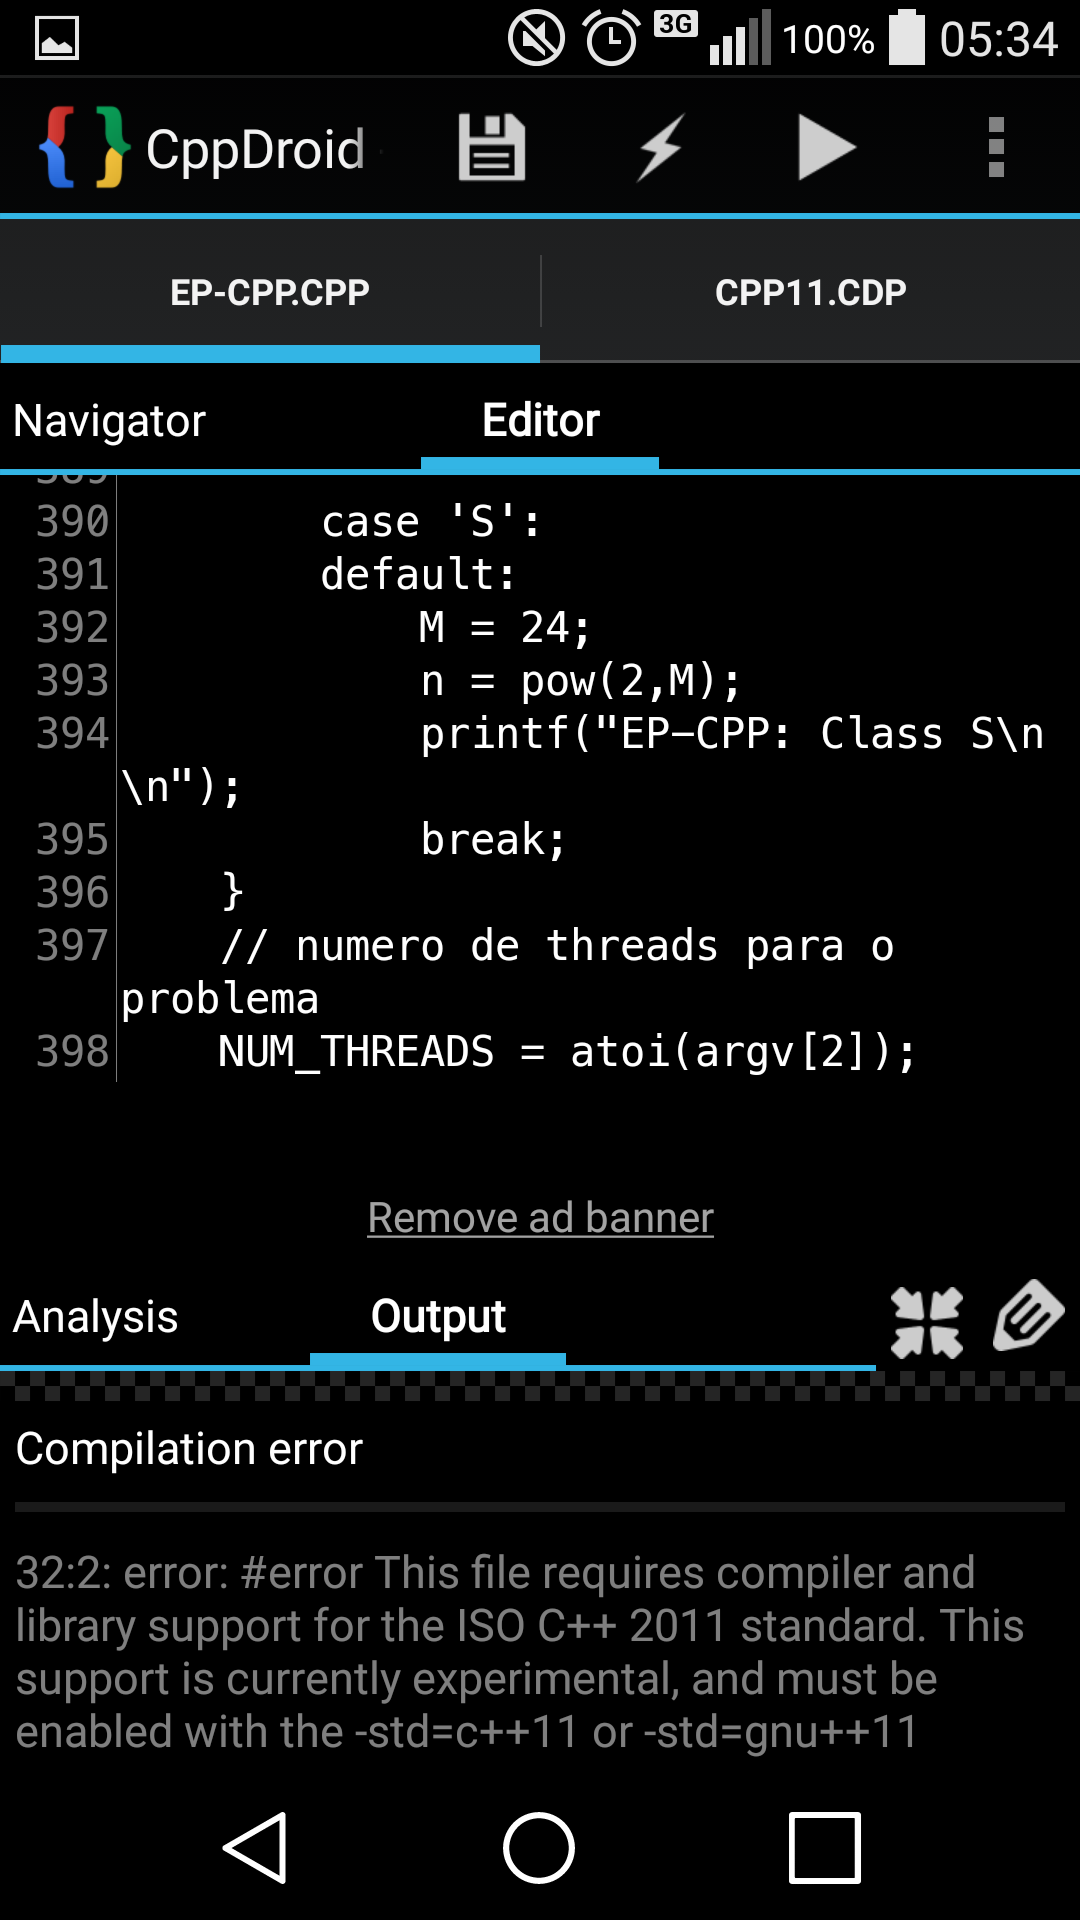 3G 100% 05:34
CppDroid
EP-CPP.CPP CPP11.CDP
Navigator Editor
389
390 case 'S':
391 default:
392 M = 24;
393 n = pow(2,M);
394 printf("EP-CPP: Class S\n
\n");
395 break;
396 }
397 // numero de threads para o
problema
398 NUM_THREADS = atoi(argv[2]);
Remove ad banner
Analysis Output
Compilation error
32:2: error: #error This file requires compiler and
library support for the ISO C++ 2011 standard. This
support is currently experimental, and must be
enabled with the -std=c++11 or -std=gnu++11